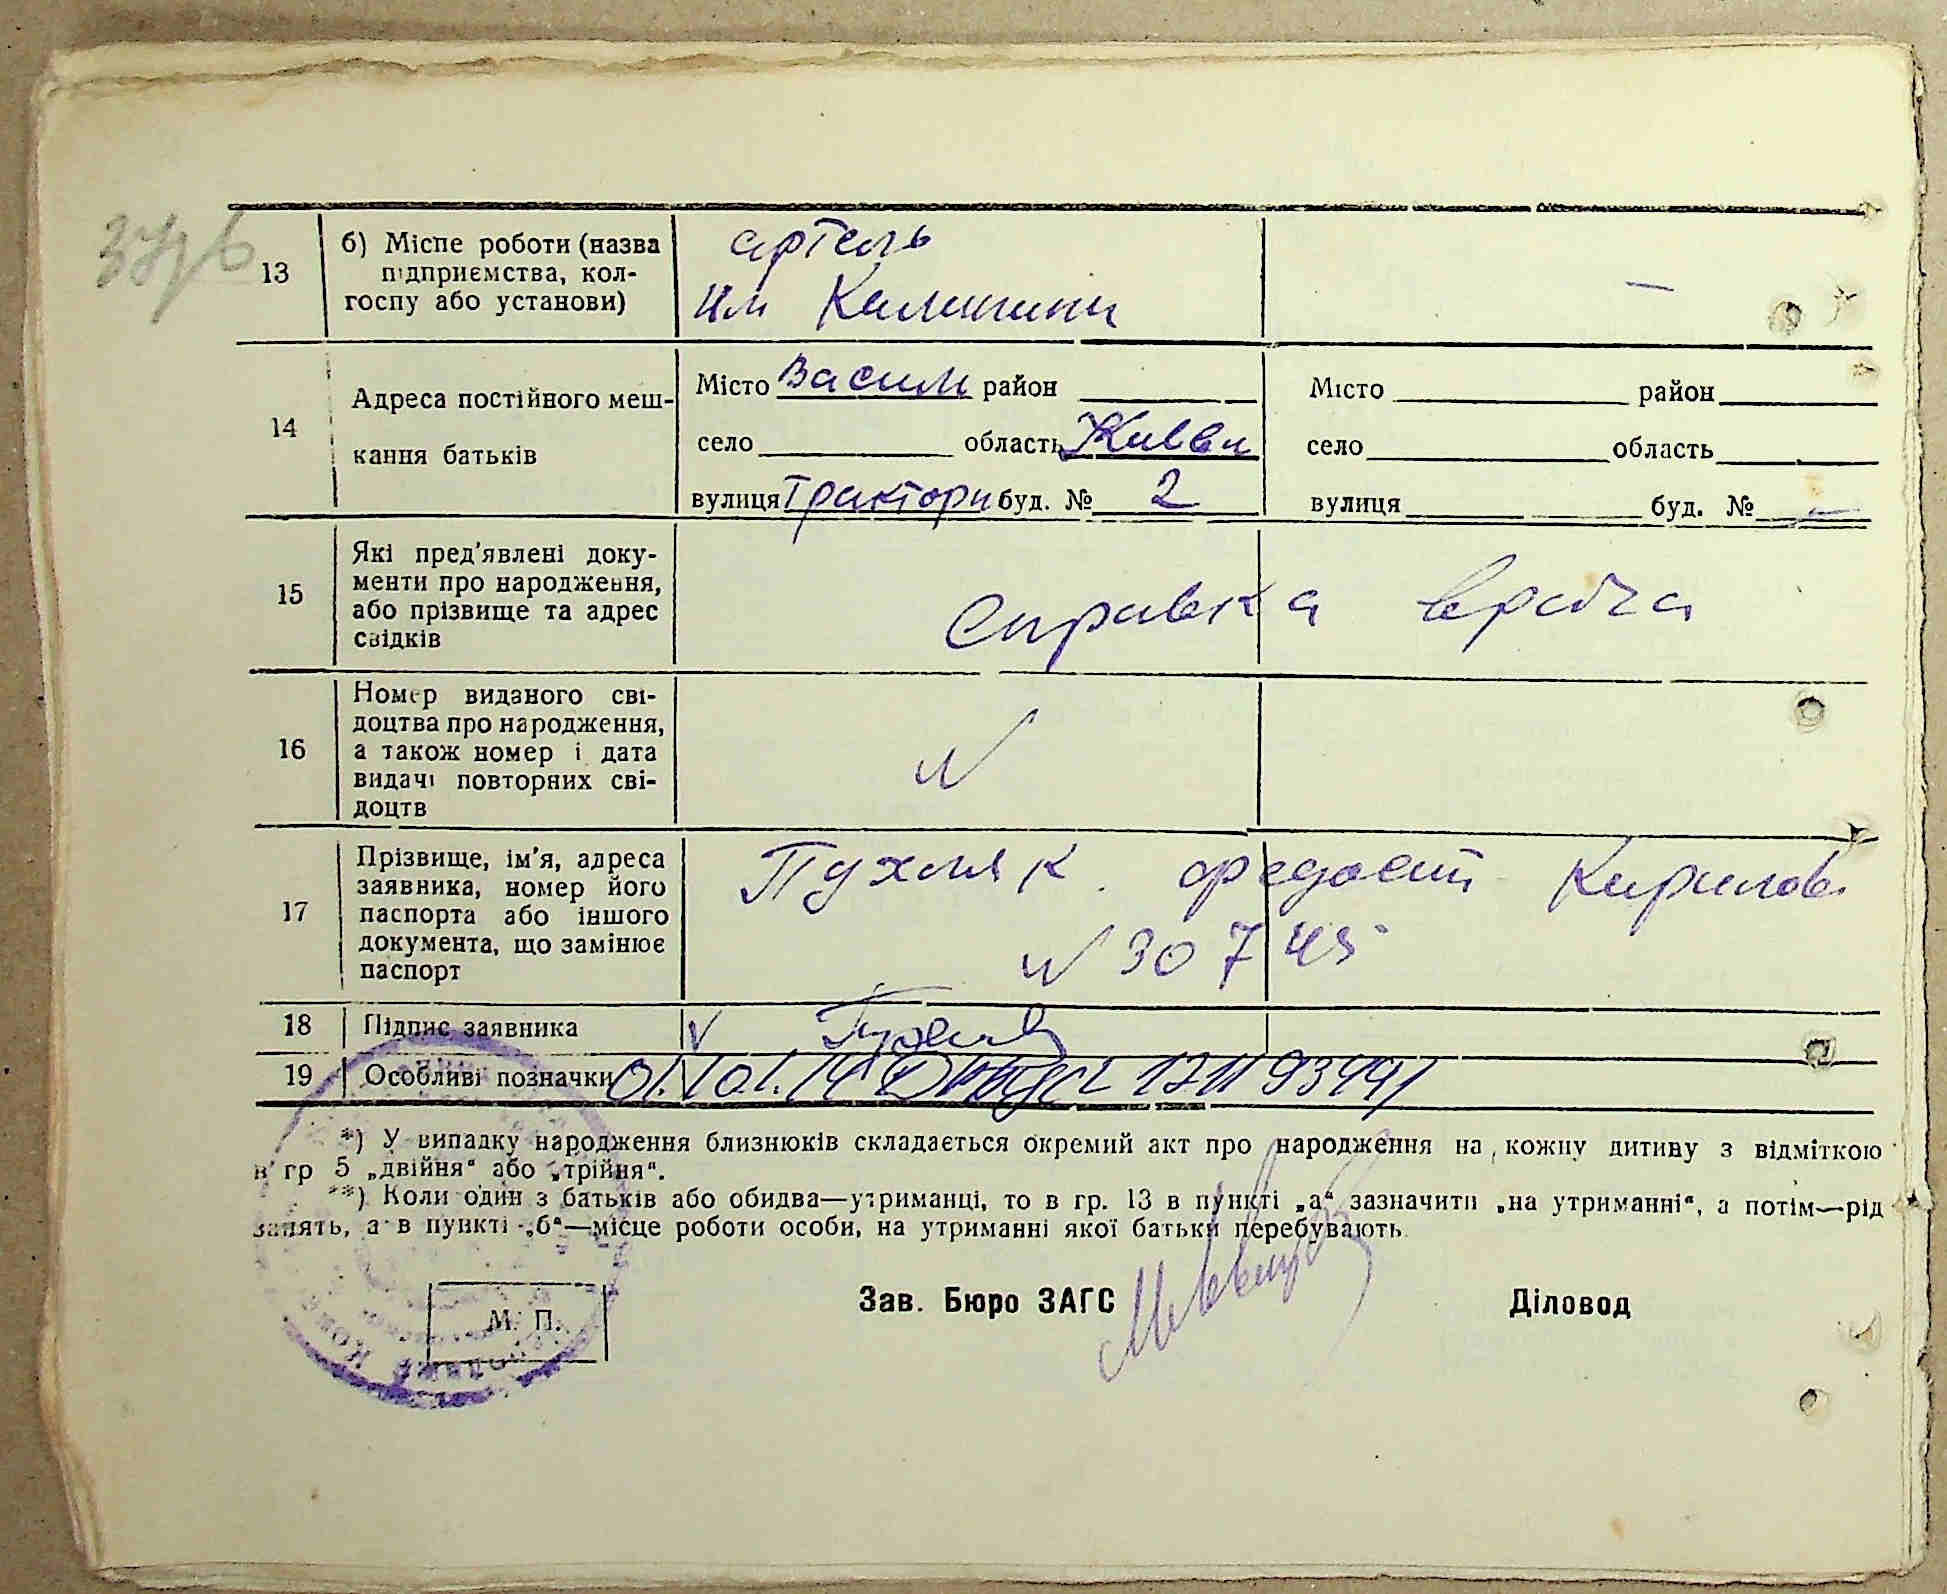 37зв
13
б) Місце роботи (назва
підприємства, кол-
госпу або установи)
артель
им Калинина
—
14
Адреса постійного меш-
кання батьків
Місто Васили район
село область Київи
вулиця Трактори буд. № 2
Місто район
село область
вулиця буд. № —
15
Які пред'явлені доку-
менти про народження,
або прізвище та адрес
свідків
Справка врача
16
Номер виданого сві-
доцтва про народження,
а також номер і дата
видачі повторних сві-
доцтв
N
17
Прізвище, ім'я, адреса
заявника, номер його
паспорта або іншого
документа, що замінює
паспорт
Пухляк Федосий Кирилов
N 30745
18
Підпис заявника
V
19
Особливі позначки
*) У випадку народження близнюків складається окремий акт про народження на кожну дитину з відміткою
в гр 5 „двійня“ або „трійня“.
**) Коли один з батьків або обидва—утриманці, то в гр. 13 в пункті „а“ зазначити „на утриманні“, а потім—рід
занять, а в пункті „б“—місце роботи особи, на утриманні якої батьки перебувають
М. П.
Зав. Бюро ЗАГС
Діловод